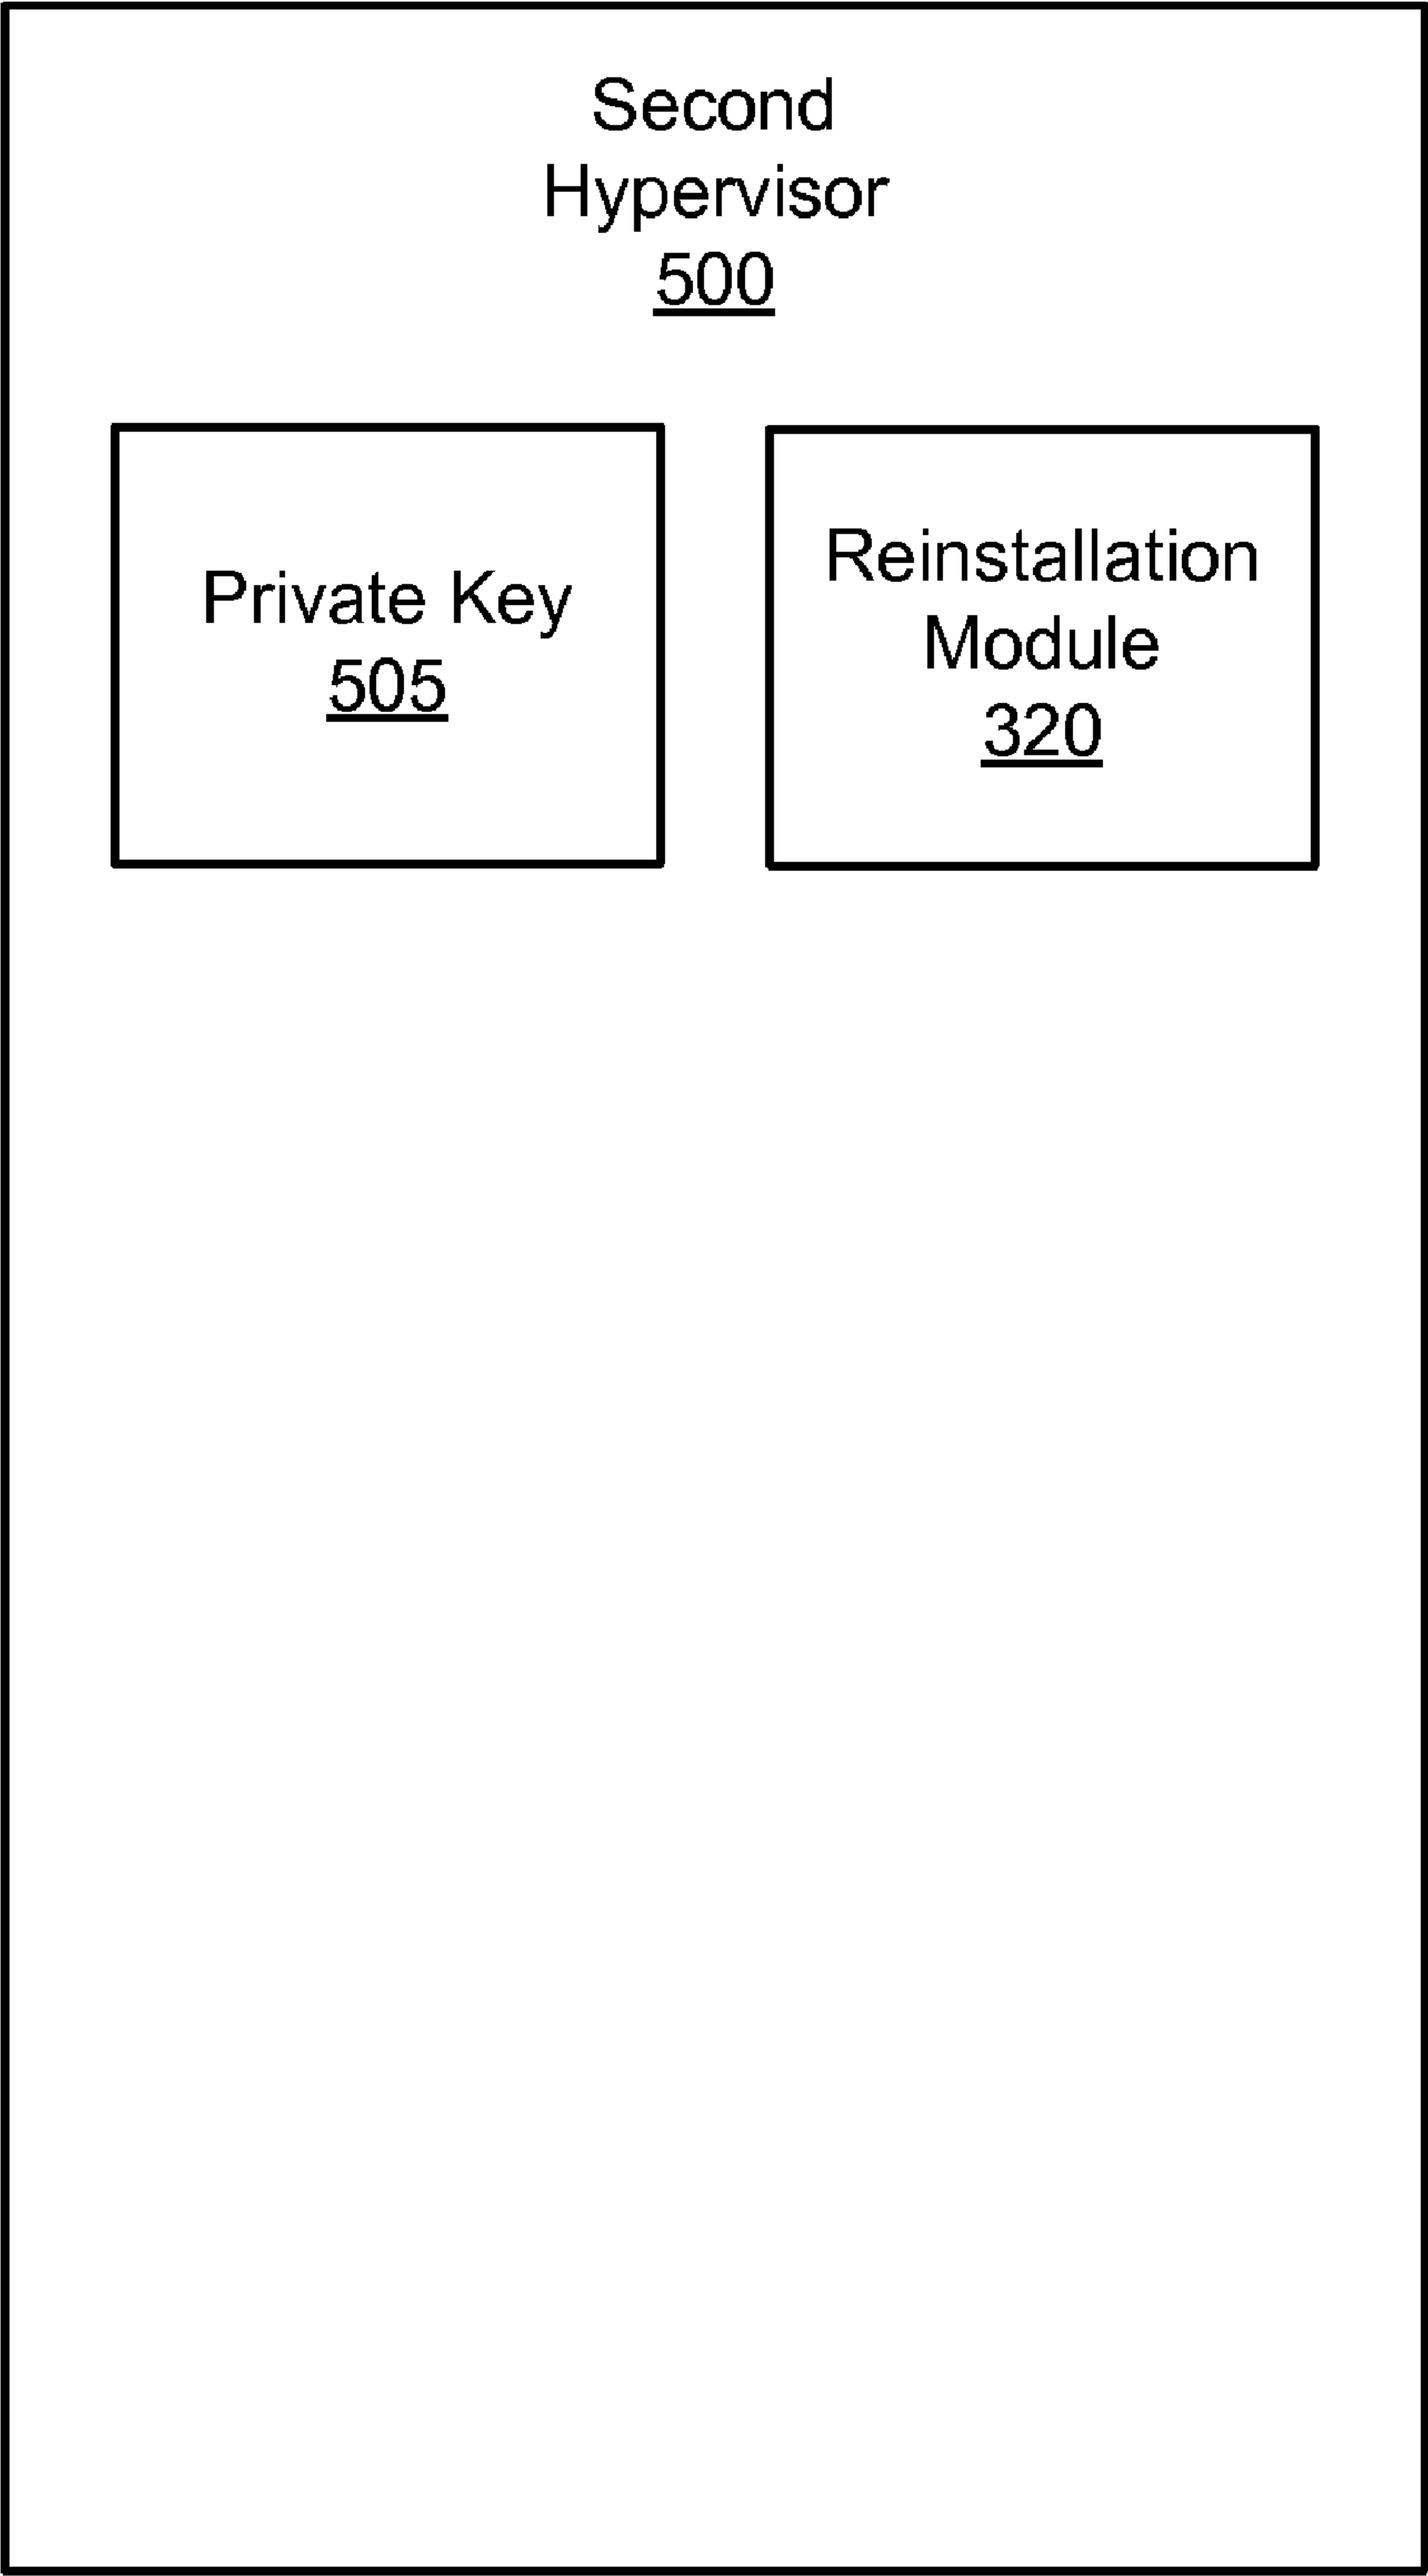 Second
Hypervisor
500
Private Key
505
Reinstallation
Module
320